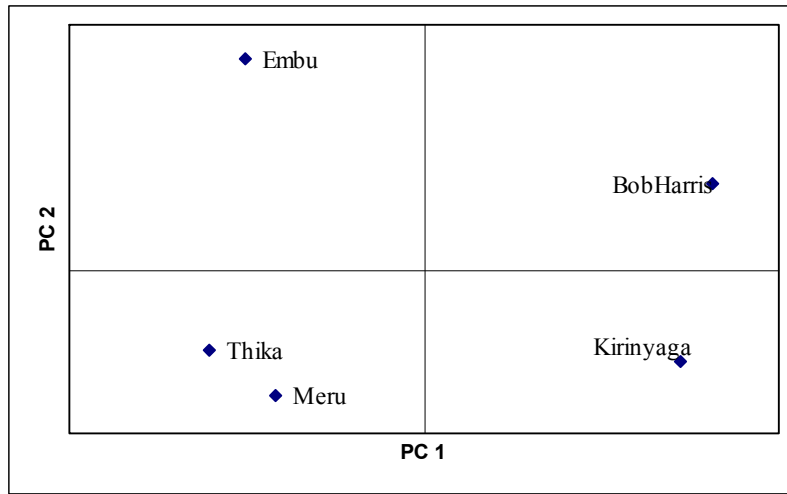 Embu
BobHarris
PC 2
Thika
Kirinyaga
Meru
PC 1